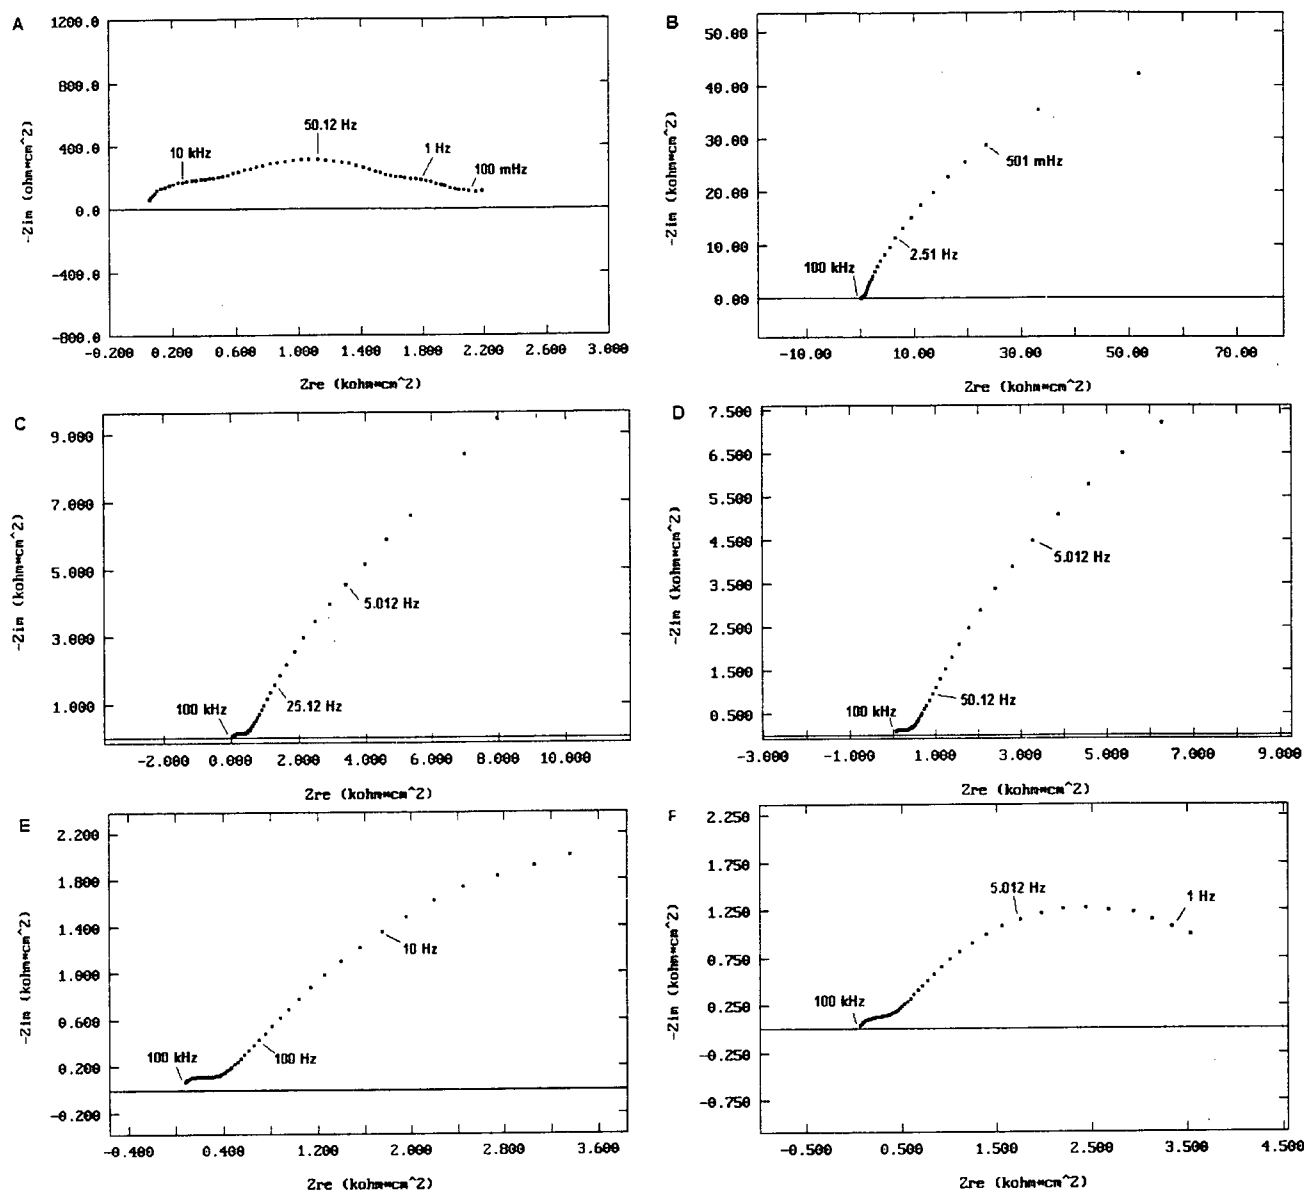 A
1200.0
800.0
400.0
0.0
-400.0
-800.0
-Zim (ohm*cm^2)
10 kHz
50.12 Hz
1 Hz
100 mHz
-0.200 0.200 0.600 1.000 1.400 1.800 2.200 2.600 3.000
Zre (kohm*cm^2)
B
50.00
40.00
30.00
20.00
10.00
0.00
-Zim (kohm*cm^2)
501 mHz
2.51 Hz
100 kHz
-10.00 10.00 30.00 50.00 70.00
Zre (kohm*cm^2)
C
9.000
7.000
5.000
3.000
1.000
-Zim (kohm*cm^2)
5.012 Hz
25.12 Hz
100 kHz
-2.000 0.000 2.000 4.000 6.000 8.000 10.000
Zre (kohm*cm^2)
D
7.500
6.500
5.500
4.500
3.500
2.500
1.500
0.500
-Zim (kohm*cm^2)
5.012 Hz
50.12 Hz
100 kHz
-3.000 -1.000 1.000 3.000 5.000 7.000 9.000
Zre (kohm*cm^2)
E
2.200
1.800
1.400
1.000
0.600
0.200
-0.200
-Zim (kohm*cm^2)
10 Hz
100 Hz
100 kHz
-0.400 0.400 1.200 2.000 2.800 3.600
Zre (kohm*cm^2)
F
2.250
1.750
1.250
0.750
0.250
-0.250
-0.750
-Zim (kohm*cm^2)
5.012 Hz
1 Hz
100 kHz
-0.500 0.500 1.500 2.500 3.500 4.500
Zre (kohm*cm^2)